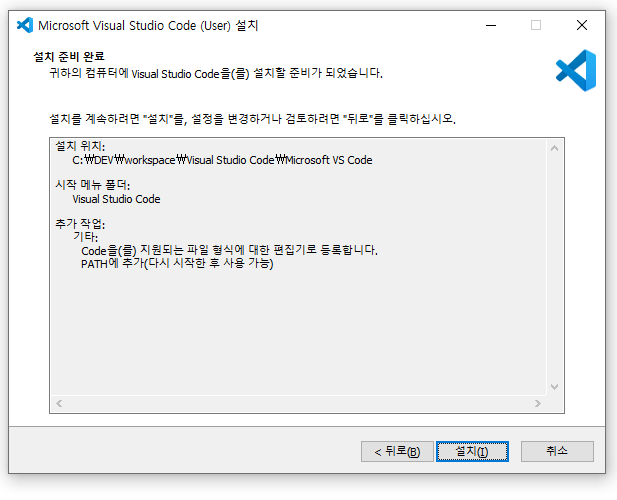 Microsoft Visual Studio Code (User) 설치
설치 준비 완료
귀하의 컴퓨터에 Visual Studio Code을(를) 설치할 준비가 되었습니다.
설치를 계속하려면 "설치"를, 설정을 변경하거나 검토하려면 "뒤로"를 클릭하십시오.
설치 위치:
C:₩DEV₩workspace₩Visual Studio Code₩Microsoft VS Code
시작 메뉴 폴더:
Visual Studio Code
추가 작업:
기타:
Code을(를) 지원되는 파일 형식에 대한 편집기로 등록합니다.
PATH에 추가(다시 시작한 후 사용 가능)
< 뒤로(B)
설치(I)
취소